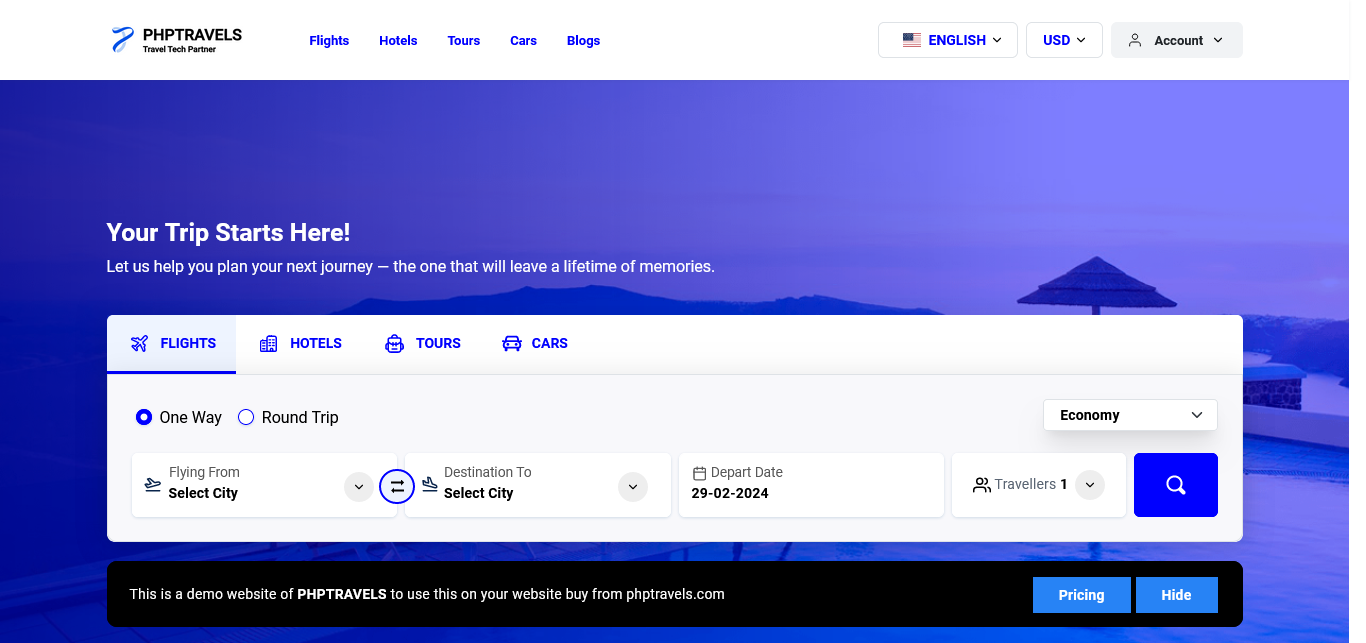 PHPTRAVELS
Travel Tech Partner
Flights Hotels Tours Cars Blogs
ENGLISH USD Account
Your Trip Starts Here!
Let us help you plan your next journey — the one that will leave a lifetime of memories.
FLIGHTS HOTELS TOURS CARS
One Way Round Trip Economy
Flying From Destination To Depart Date
Select City Select City 29-02-2024
Travellers 1
This is a demo website of PHPTRAVELS to use this on your website buy from phptravels.com
Pricing Hide